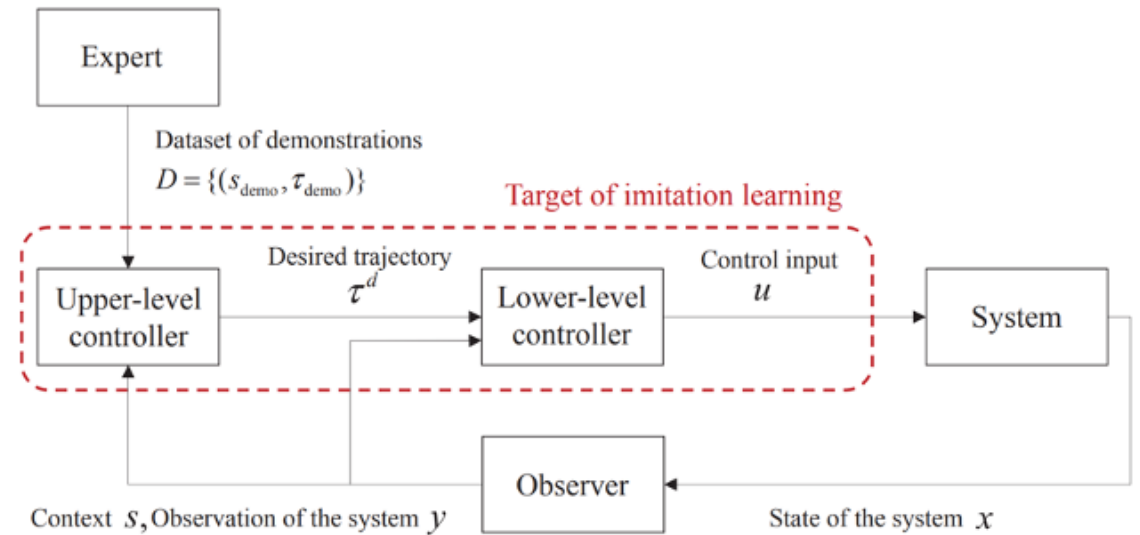 Expert
Dataset of demonstrations
D = {(s_demo, τ_demo)}
Target of imitation learning
Desired trajectory
τ^d
Control input
u
Upper-level
controller
Lower-level
controller
System
Observer
Context s, Observation of the system y
State of the system x